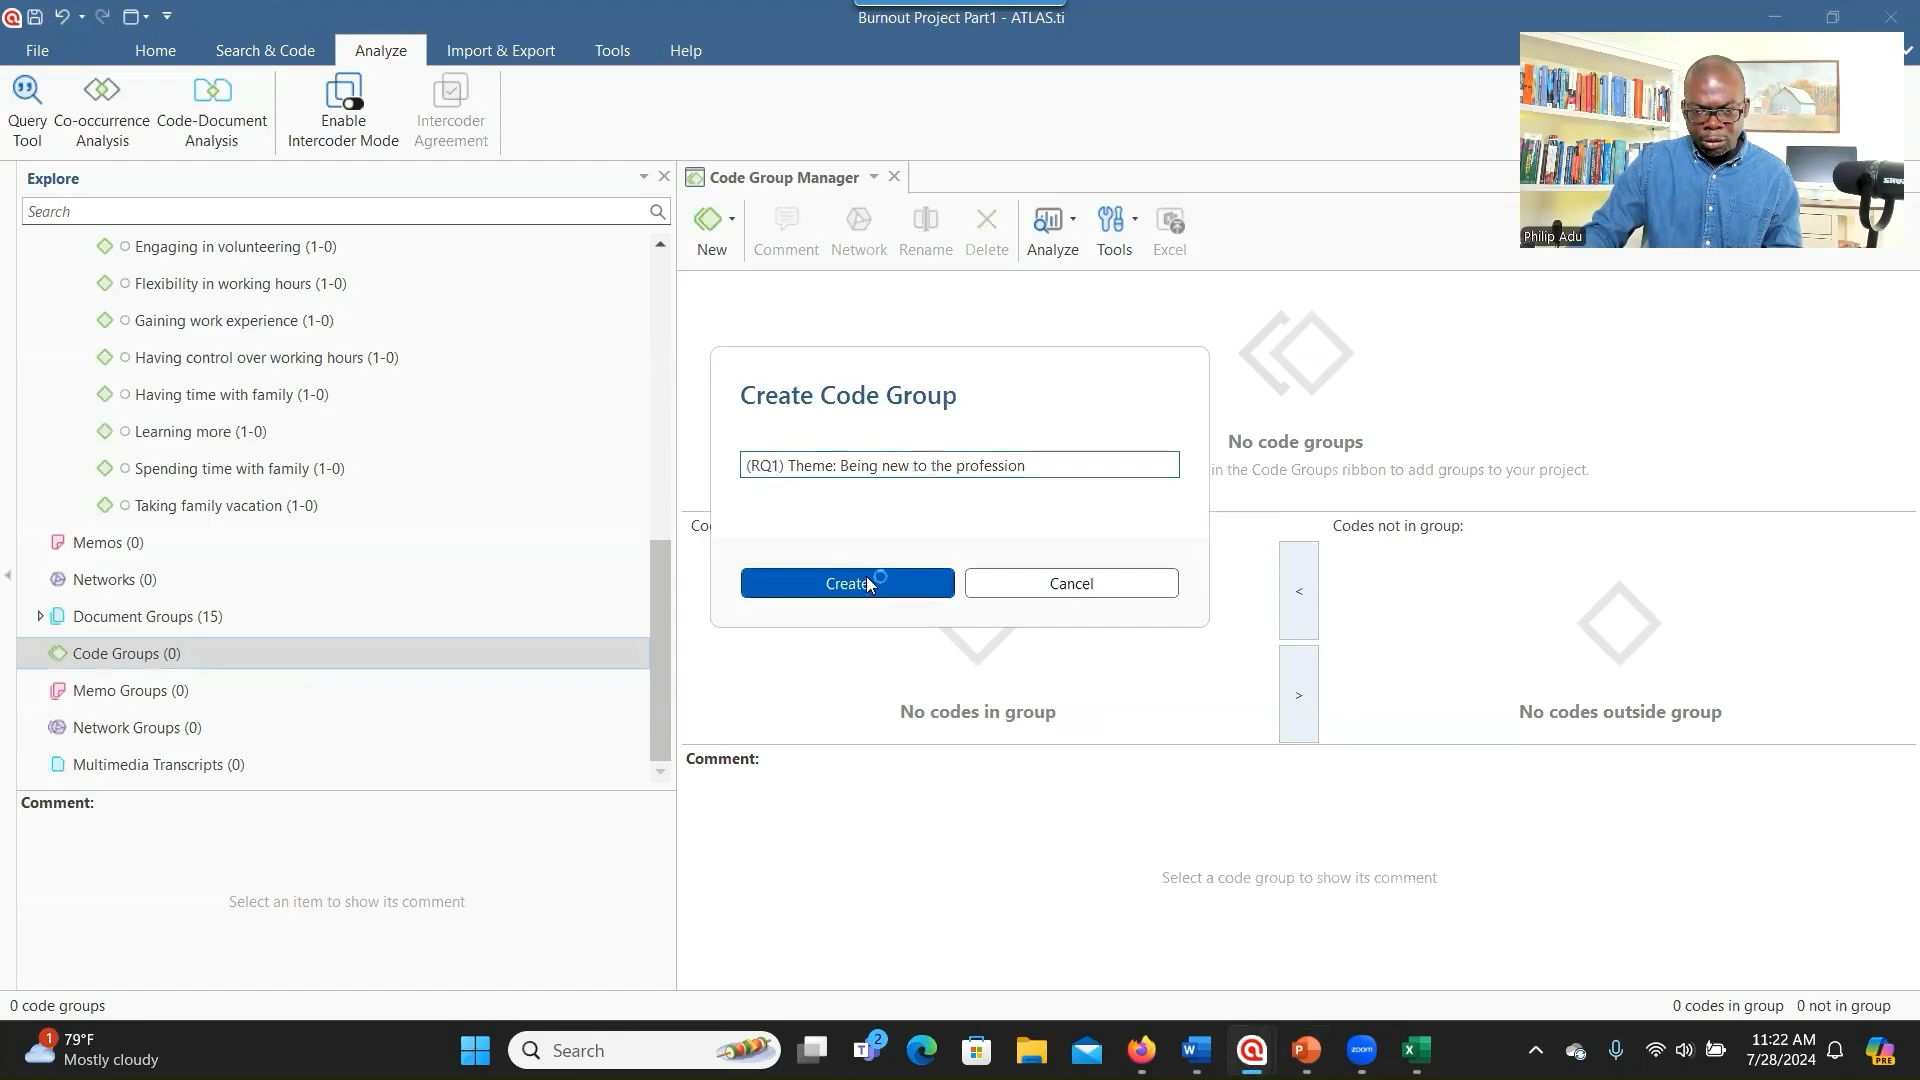 Burnout Project Part1 - ATLAS.ti
File Home Search & Code Analyze Import & Export Tools Help
Query Tool
Co-occurrence Analysis
Code-Document Analysis
Enable Intercoder Mode
Intercoder Agreement
Philip Adu
Explore
Search
Engaging in volunteering (1-0)
Flexibility in working hours (1-0)
Gaining work experience (1-0)
Having control over working hours (1-0)
Having time with family (1-0)
Learning more (1-0)
Spending time with family (1-0)
Taking family vacation (1-0)
Memos (0)
Networks (0)
Document Groups (15)
Code Groups (0)
Memo Groups (0)
Network Groups (0)
Multimedia Transcripts (0)
Comment:
Select an item to show its comment
Code Group Manager
New Comment Network Rename Delete Analyze Tools Excel
No code groups
in the Code Groups ribbon to add groups to your project.
Create Code Group
(RQ1) Theme: Being new to the profession
Create Cancel
Codes not in group:
<
>
No codes in group
No codes outside group
Comment:
Select a code group to show its comment
0 code groups
0 codes in group 0 not in group
1
79°F
Mostly cloudy
Search
2
zoom
11:22 AM
7/28/2024
PRE